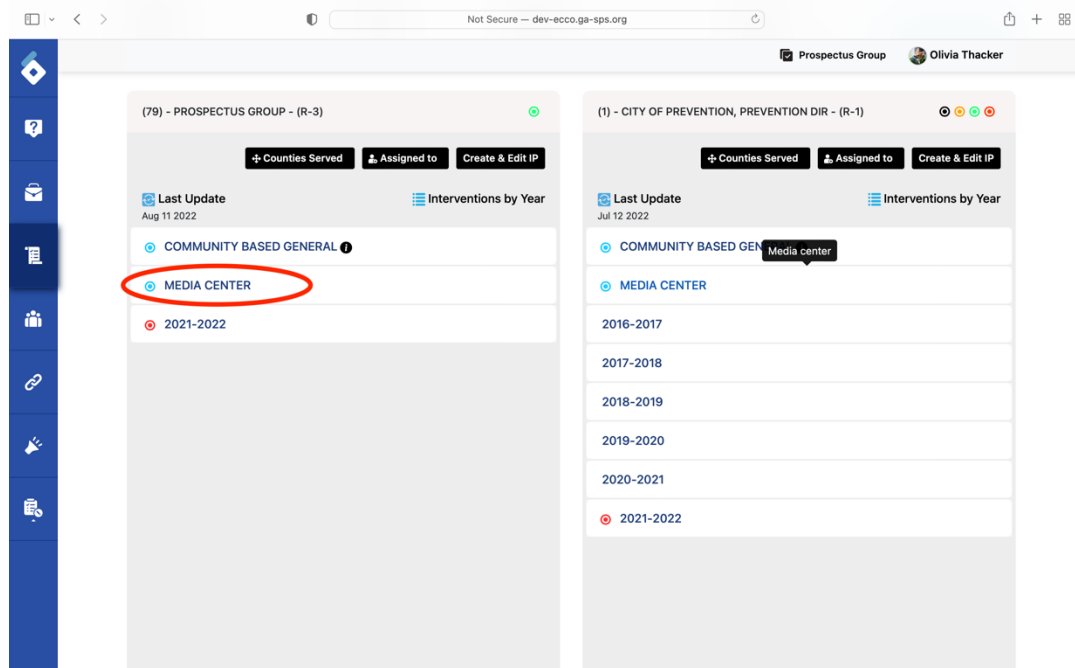 Not Secure — dev-ecco.ga-sps.org
Prospectus Group
Olivia Thacker
(79) - PROSPECTUS GROUP - (R-3)
Counties Served
Assigned to
Create & Edit IP
Last Update
Interventions by Year
Aug 11 2022
COMMUNITY BASED GENERAL
MEDIA CENTER
2021-2022
(1) - CITY OF PREVENTION, PREVENTION DIR - (R-1)
Counties Served
Assigned to
Create & Edit IP
Last Update
Interventions by Year
Jul 12 2022
COMMUNITY BASED
Media center
MEDIA CENTER
2016-2017
2017-2018
2018-2019
2019-2020
2020-2021
2021-2022